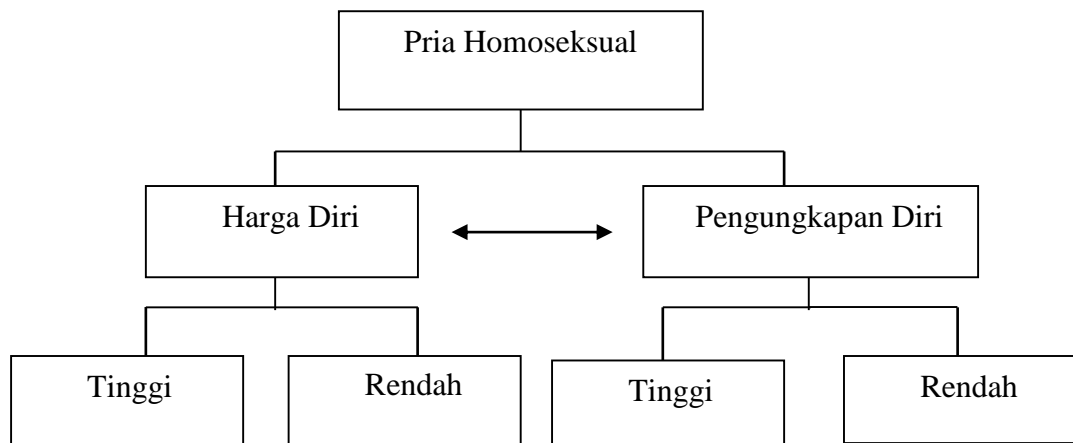 Pria Homoseksual
Harga Diri
Pengungkapan Diri
Tinggi
Rendah
Tinggi
Rendah